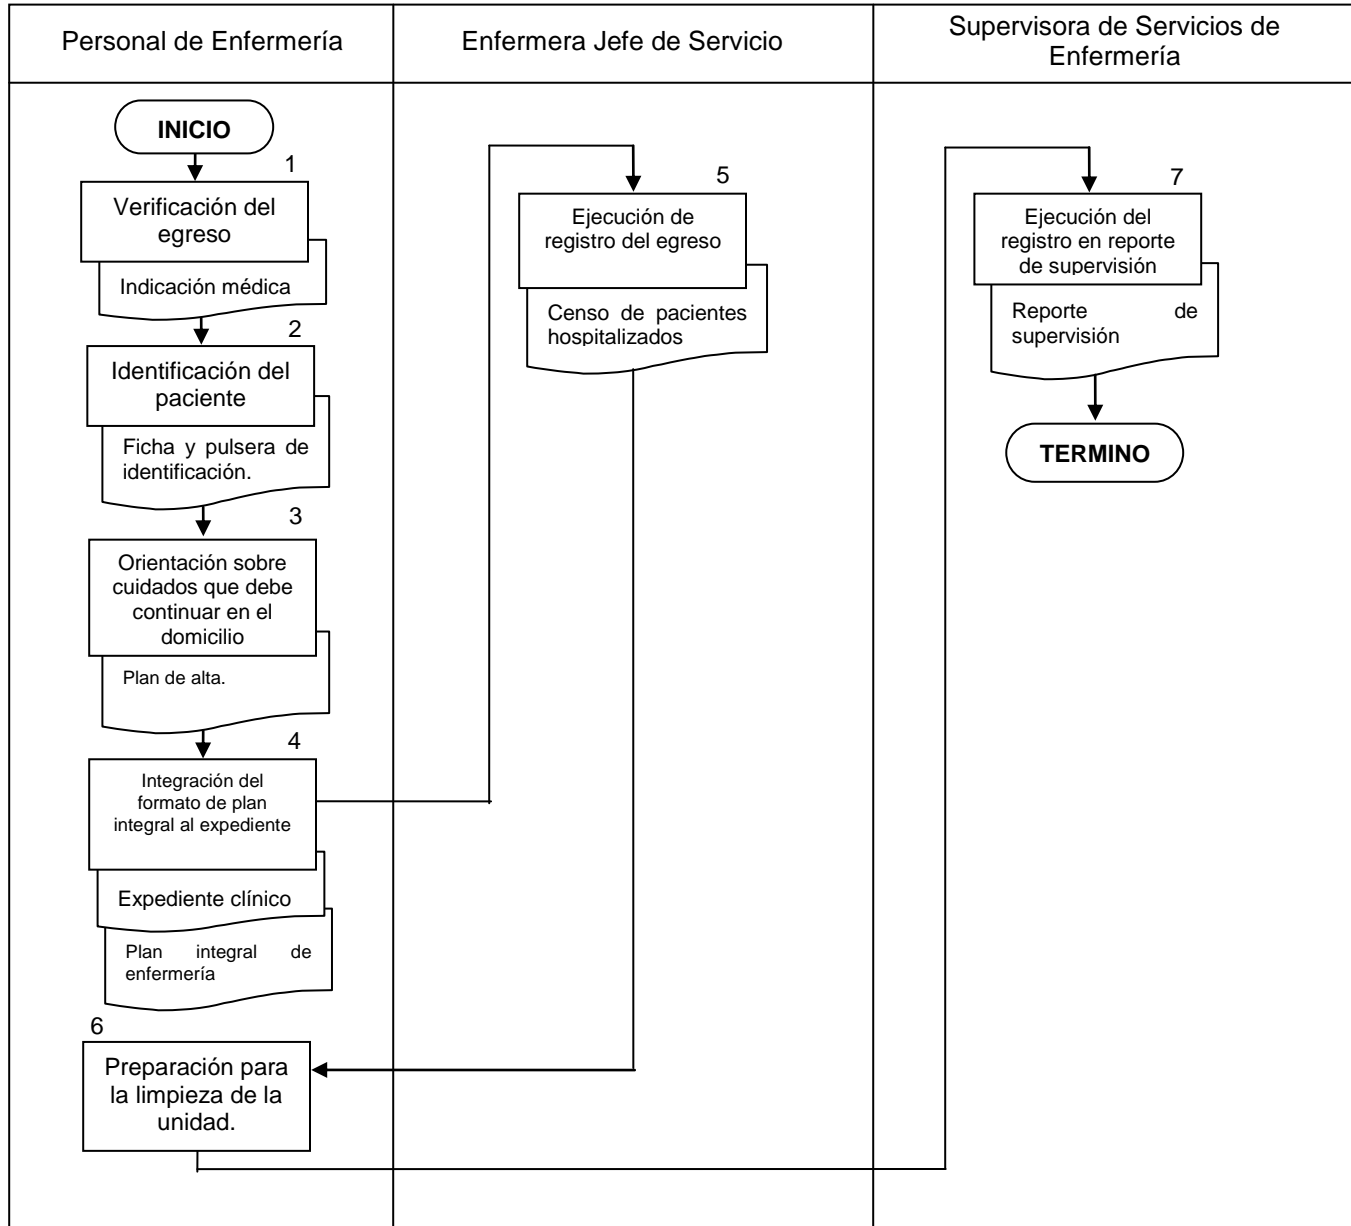 Personal de Enfermería
Enfermera Jefe de Servicio
Supervisora de Servicios de
Enfermería
INICIO
1
Verificación del
egreso
Indicación médica
2
Identificación del
paciente
Ficha y pulsera de
identificación.
3
Orientación sobre
cuidados que debe
continuar en el
domicilio
Plan de alta.
4
Integración del
formato de plan
integral al expediente
Expediente clínico
Plan integral de
enfermería
5
Ejecución de
registro del egreso
Censo de pacientes
hospitalizados
6
Preparación para
la limpieza de la
unidad.
7
Ejecución del
registro en reporte
de supervisión
Reporte de
supervisión
TERMINO